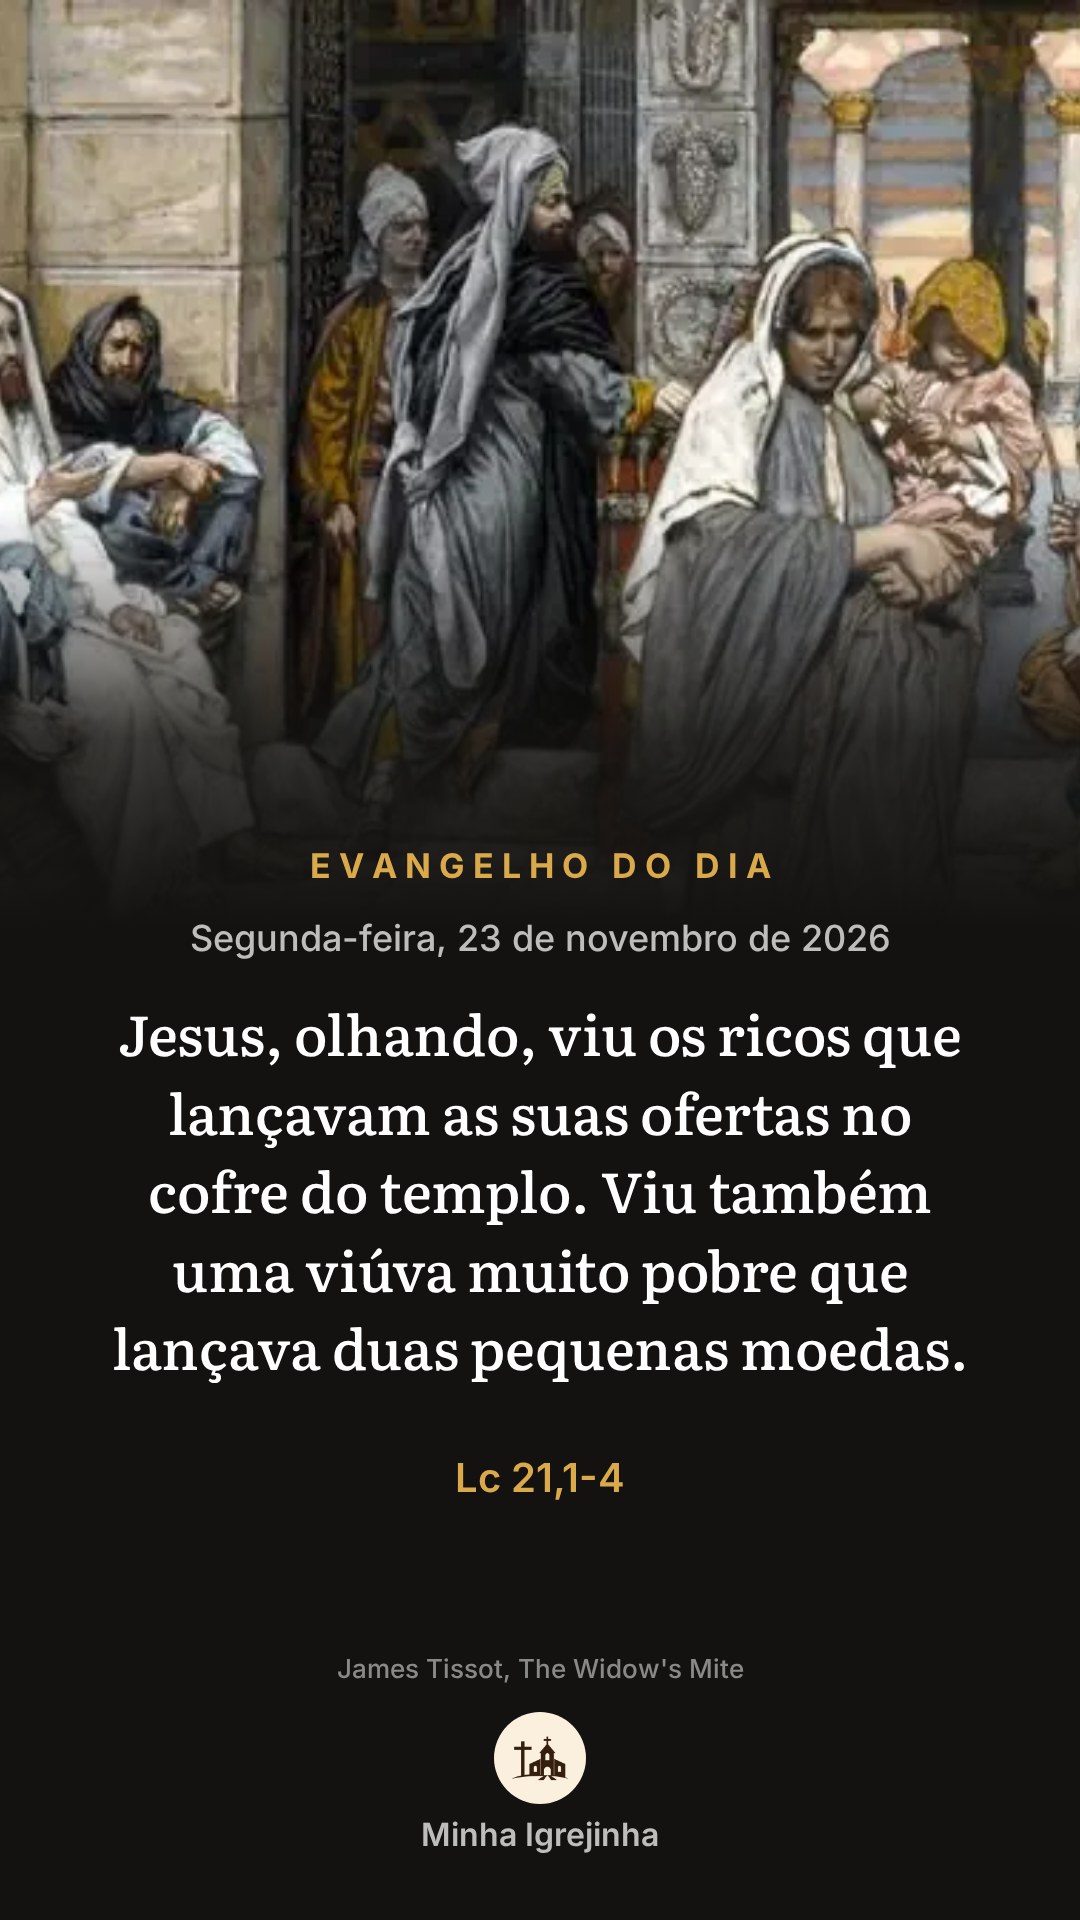 EVANGELHO DO DIA
Segunda-feira, 23 de novembro de 2026
Jesus, olhando, viu os ricos que
lançavam as suas ofertas no
cofre do templo. Viu também
uma viúva muito pobre que
lançava duas pequenas moedas.
Lc 21,1-4
James Tissot, The Widow's Mite
Minha Igrejinha